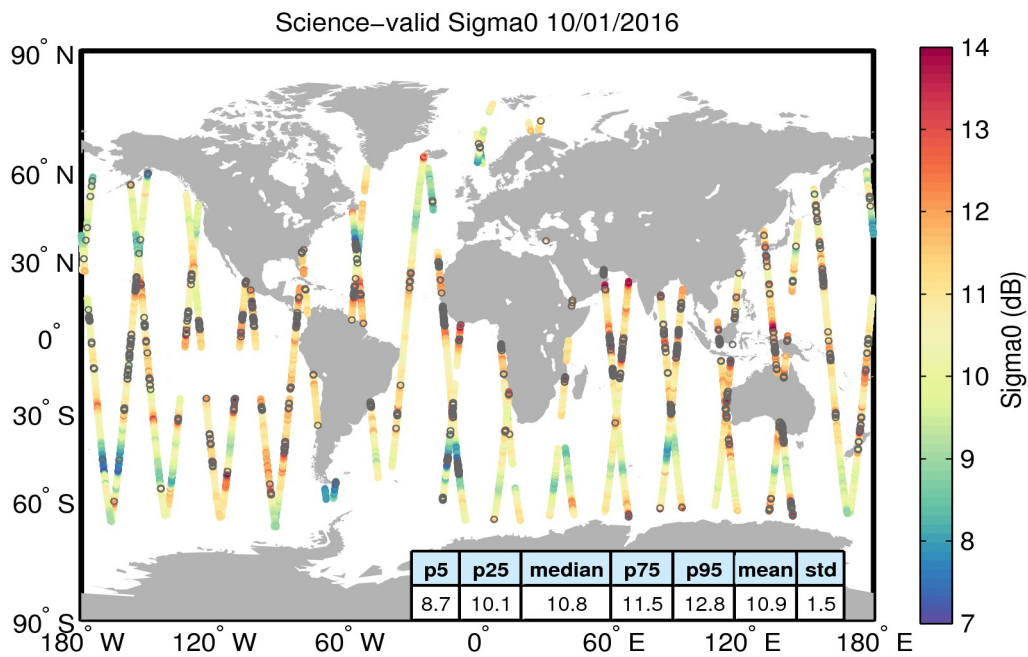 Science–valid Sigma0 10/01/2016
90° N
60° N
30° N
0°
30° S
60° S
90° S
180° W
120° W
60° W
0°
60° E
120° E
180° E
p5 p25 median p75 p95 mean std
8.7 10.1 10.8 11.5 12.8 10.9 1.5
14
13
12
11
10
9
8
7
Sigma0 (dB)